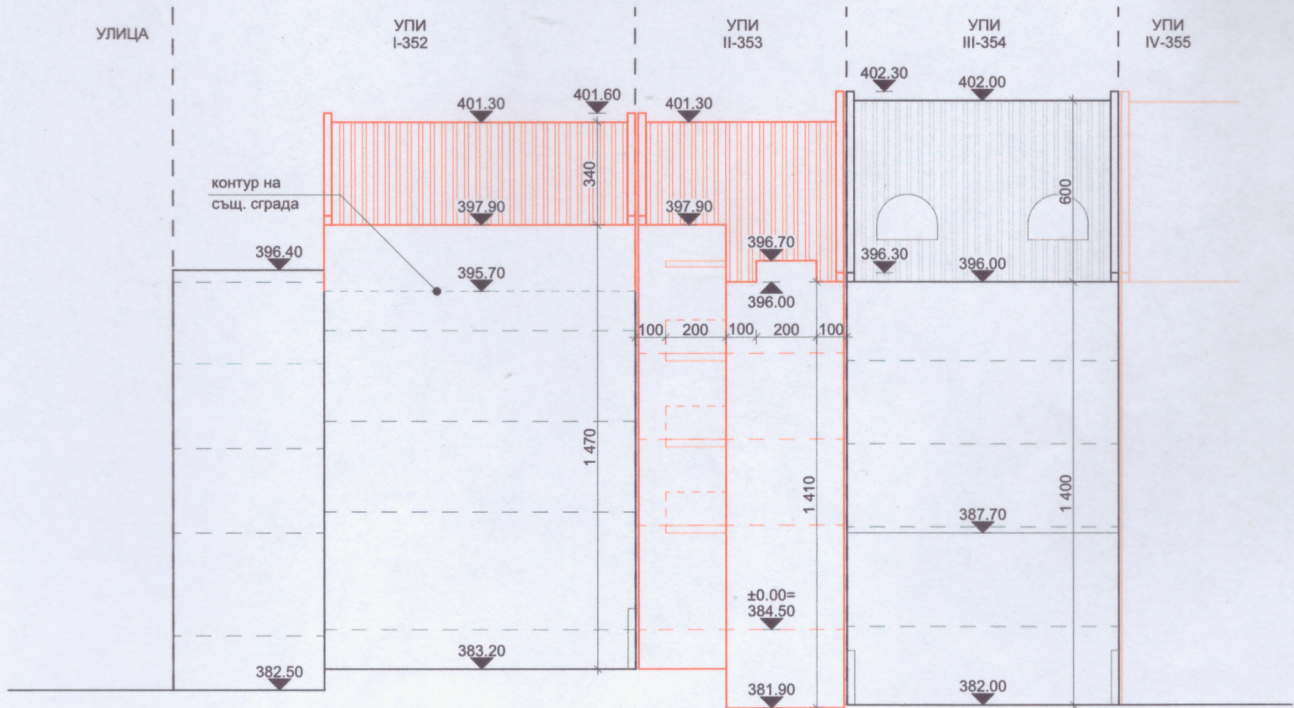 УЛИЦА
УПИ
I-352
УПИ
II-353
УПИ
III-354
УПИ
IV-355
402.30
402.00
401.60
401.30
401.30
340
600
контур на
същ. сграда
397.90
397.90
396.40
396.70
396.30
396.00
395.70
396.00
100
200
100
200
100
1 470
1 410
1 400
387.70
±0.00=
384.50
383.20
382.50
381.90
382.00